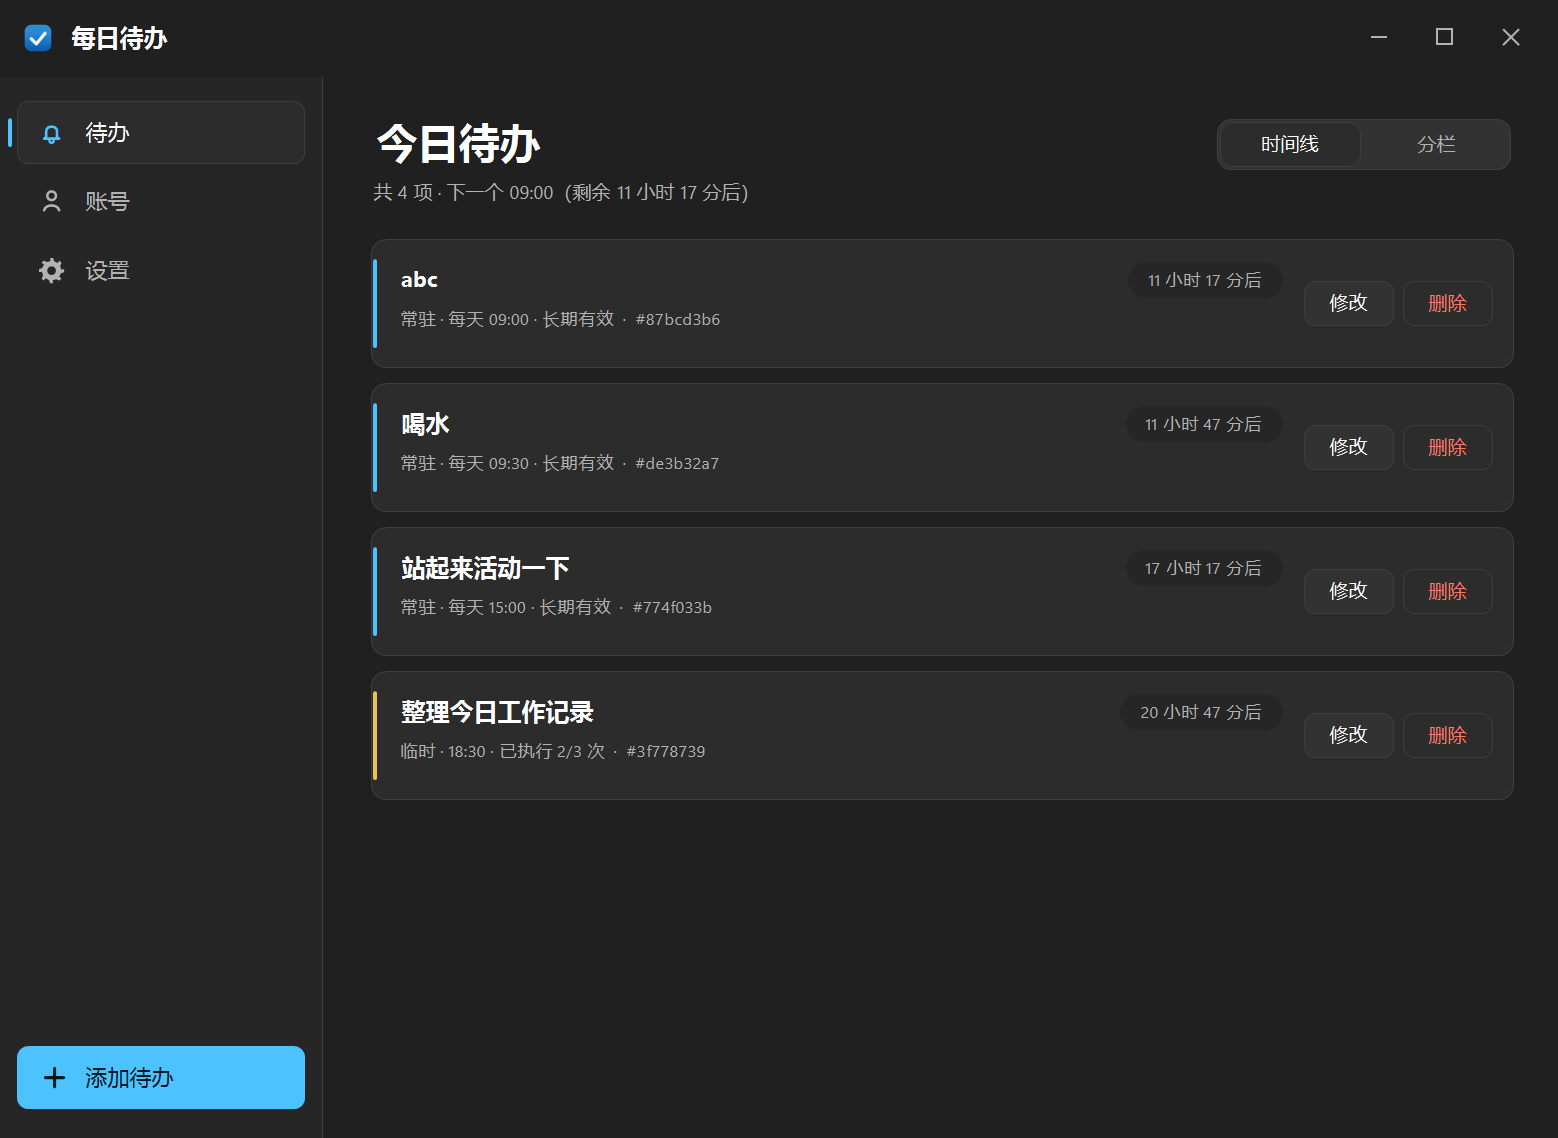 每日待办
待办
账号
设置
添加待办
今日待办
共 4 项 · 下一个 09:00（剩余 11 小时 17 分后）
时间线 分栏
abc
常驻 · 每天 09:00 · 长期有效 · #87bcd3b6
11 小时 17 分后
修改 删除
喝水
常驻 · 每天 09:30 · 长期有效 · #de3b32a7
11 小时 47 分后
修改 删除
站起来活动一下
常驻 · 每天 15:00 · 长期有效 · #774f033b
17 小时 17 分后
修改 删除
整理今日工作记录
临时 · 18:30 · 已执行 2/3 次 · #3f778739
20 小时 47 分后
修改 删除